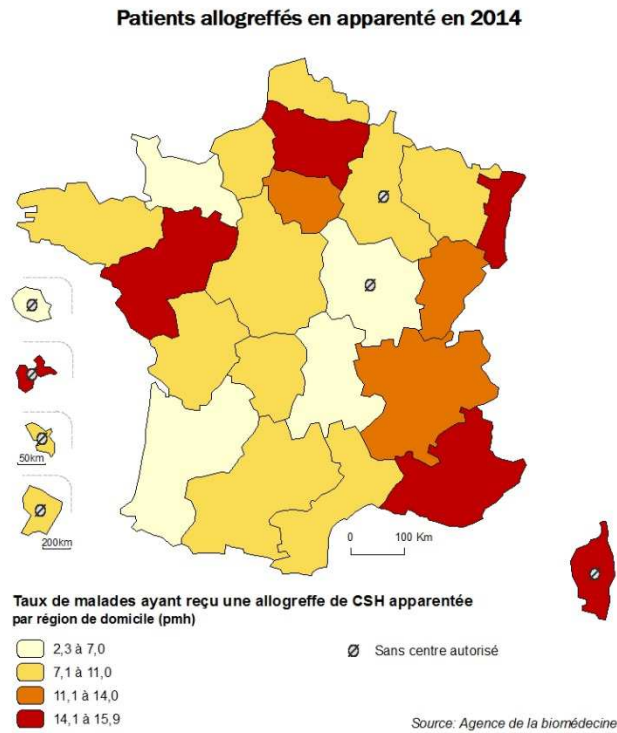 Patients allogreffés en apparenté en 2014
50km
200km
0 100 Km
Taux de malades ayant reçu une allogreffe de CSH apparentée
par région de domicile (pmh)
2,3 à 7,0
7,1 à 11,0
11,1 à 14,0
14,1 à 15,9
Sans centre autorisé
Source: Agence de la biomédecine